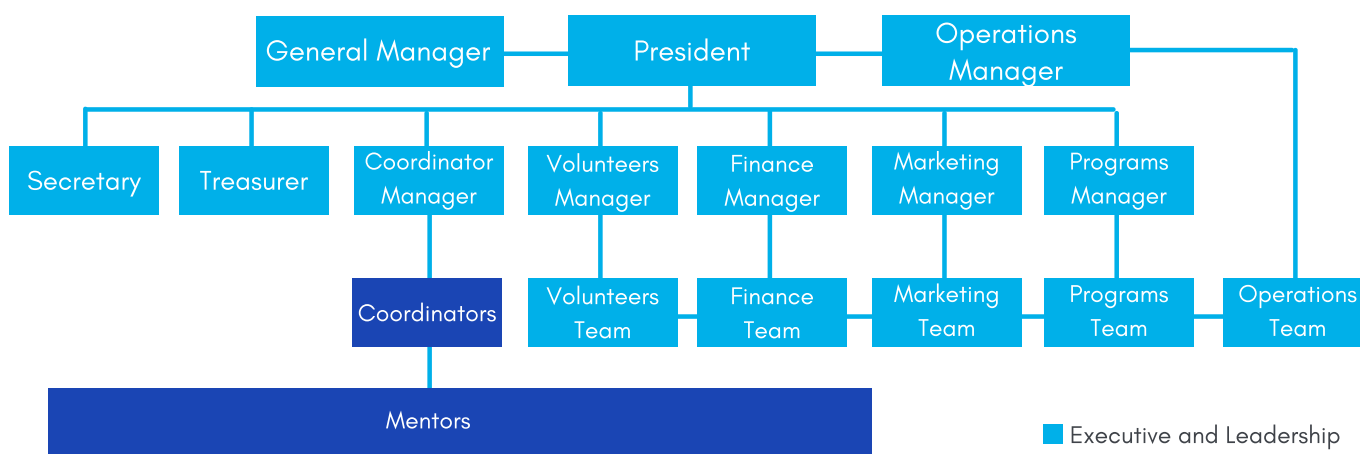 General Manager
President
Operations
Manager
Secretary
Treasurer
Coordinator
Manager
Volunteers
Manager
Finance
Manager
Marketing
Manager
Programs
Manager
Coordinators
Volunteers
Team
Finance
Team
Marketing
Team
Programs
Team
Operations
Team
Mentors
Executive and Leadership